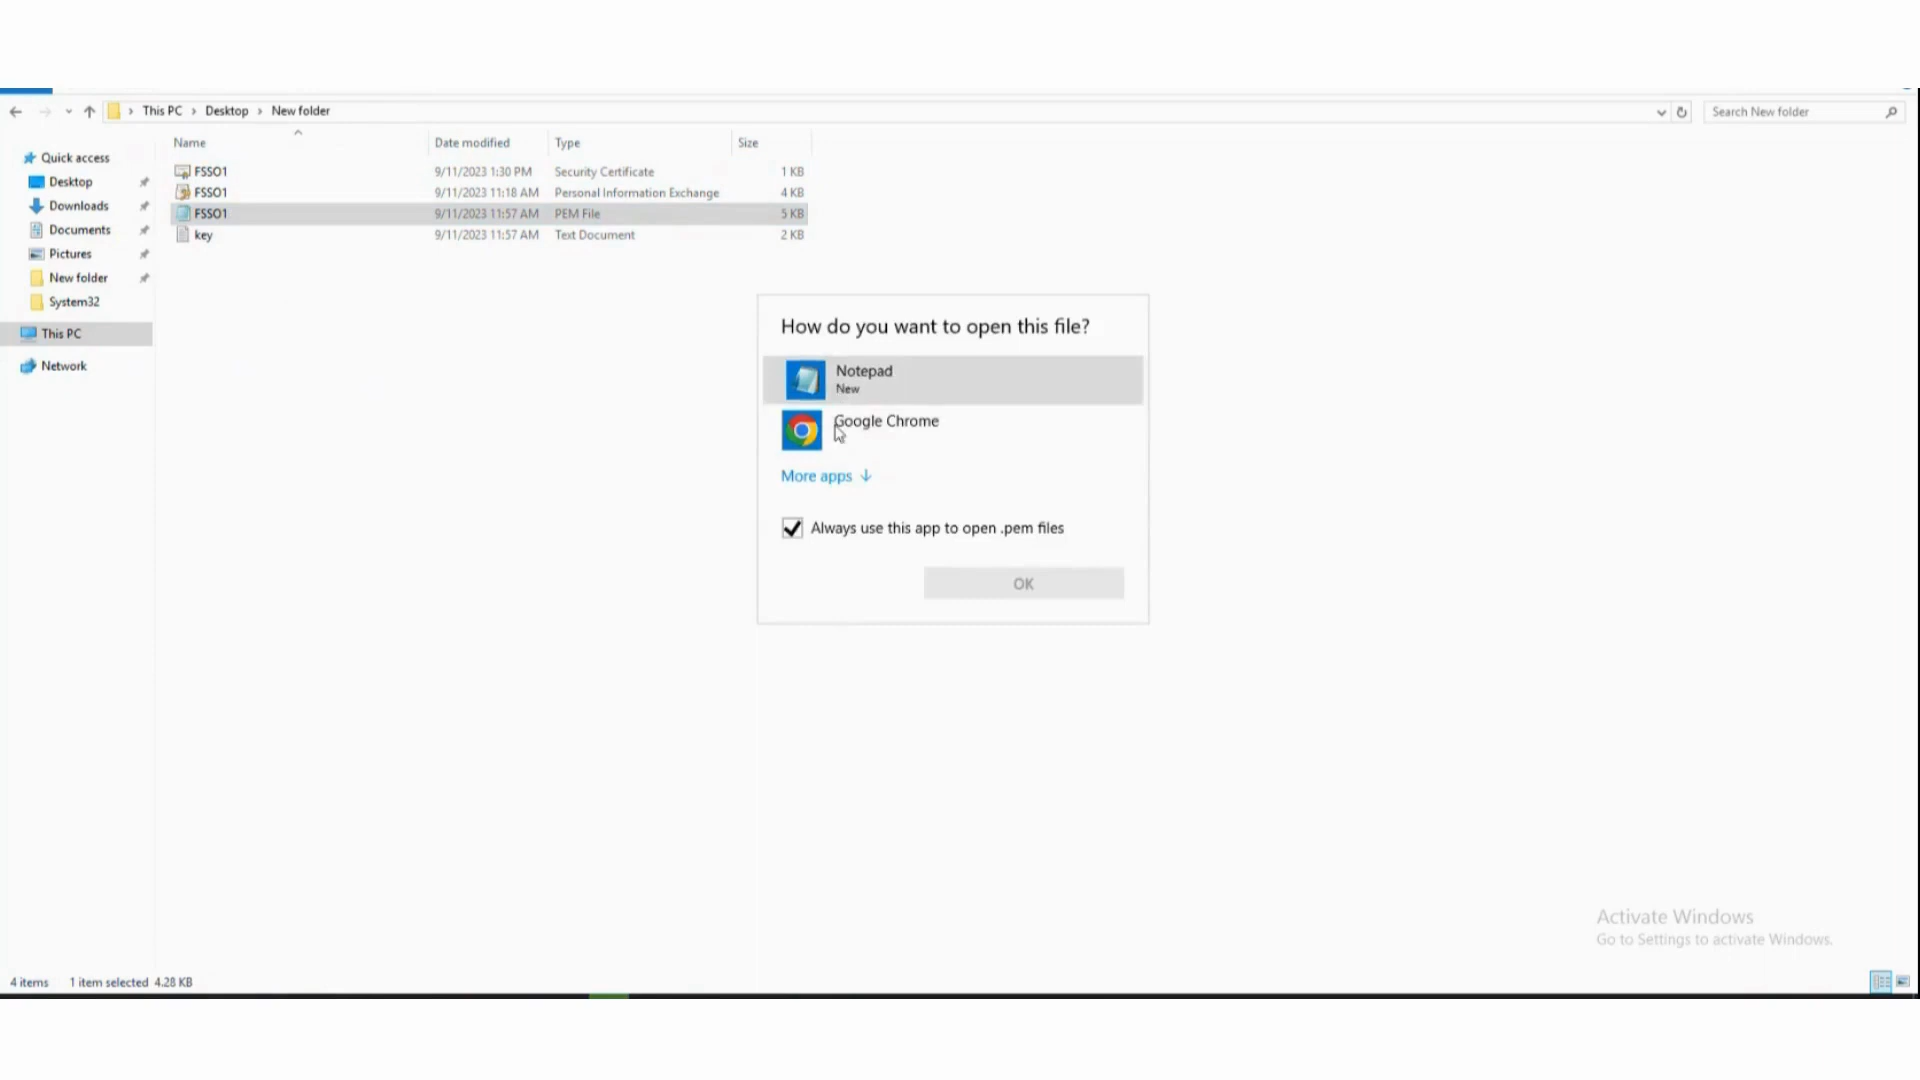 This PC > Desktop > New folder
Search New folder
Name Date modified Type Size
Quick access
Desktop
Downloads
Documents
Pictures
New folder
System32
This PC
Network
FSSO1 9/11/2023 1:30 PM Security Certificate 1 KB
FSSO1 9/11/2023 11:18 AM Personal Information Exchange 4 KB
FSSO1 9/11/2023 11:57 AM PEM File 5 KB
key 9/11/2023 11:57 AM Text Document 2 KB
How do you want to open this file?
Notepad
New
Google Chrome
More apps
Always use this app to open .pem files
OK
Activate Windows
Go to Settings to activate Windows.
4 items 1 item selected 4.28 KB